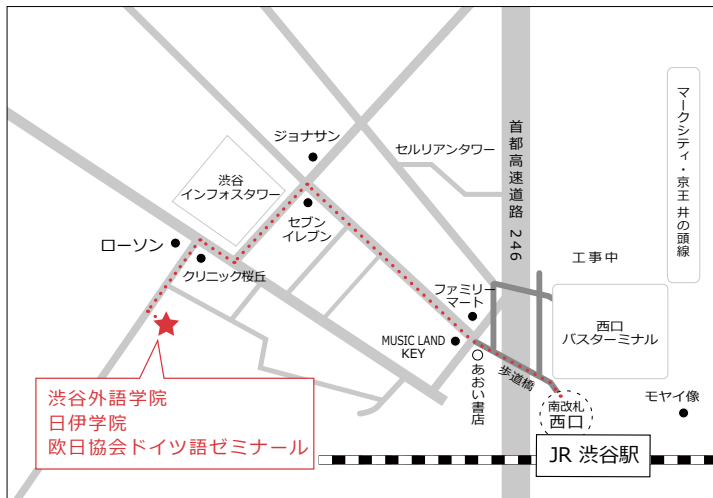 ジョナサン
セルリアンタワー
首都高速道路 246
マークシティ・京王 井の頭線
渋谷
インフォスタワー
セブン
イレブン
ローソン
クリニック桜丘
工事中
ファミリー
マート
西口
バスターミナル
MUSIC LAND
KEY
あおい書店
歩道橋
南改札
西口
モヤイ像
JR 渋谷駅
渋谷外語学院
日伊学院
欧日協会ドイツ語ゼミナール